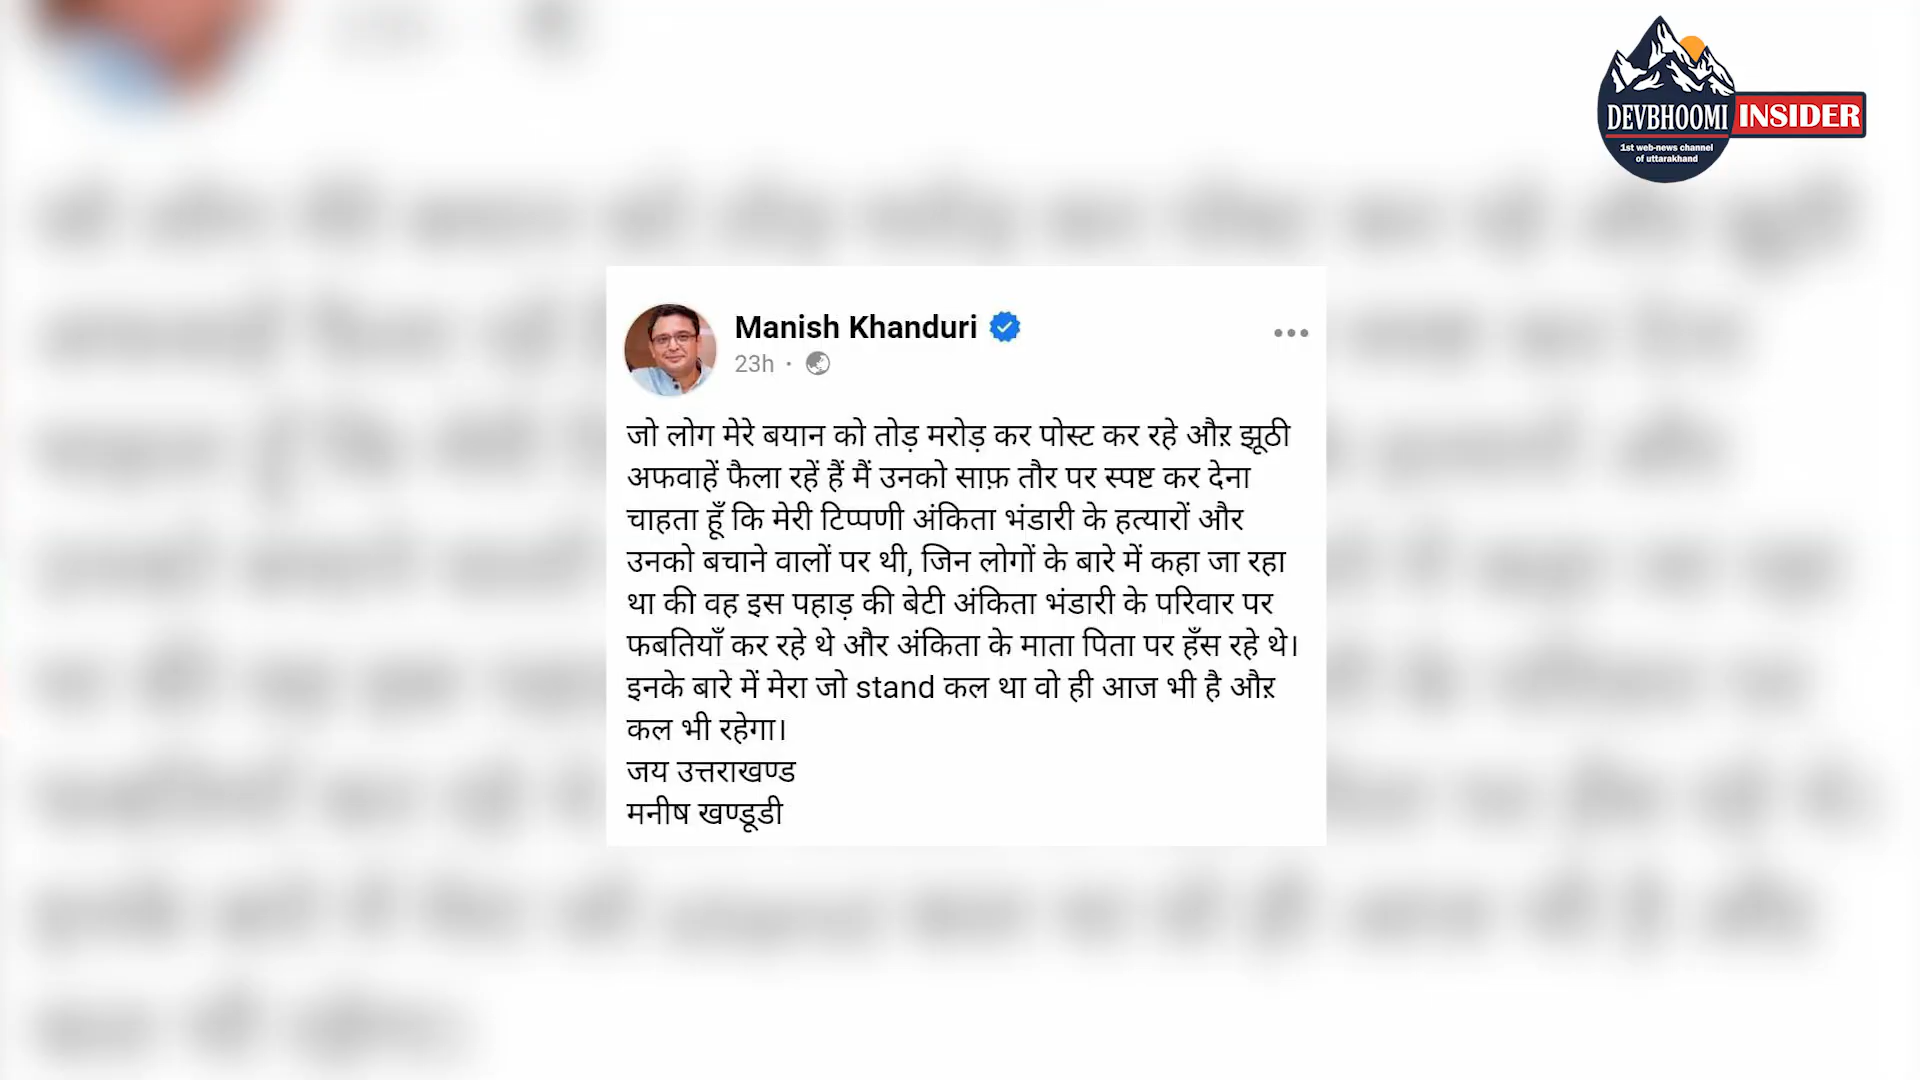 DEVBHOOMI INSIDER
1st web-news channel
of uttarakhand
Manish Khanduri
23h ·
जो लोग मेरे बयान को तोड़ मरोड़ कर पोस्ट कर रहे औऱ झूठी
अफवाहें फैला रहें हैं मैं उनको साफ़ तौर पर स्पष्ट कर देना
चाहता हूँ कि मेरी टिप्पणी अंकिता भंडारी के हत्यारों और
उनको बचाने वालों पर थी, जिन लोगों के बारे में कहा जा रहा
था की वह इस पहाड़ की बेटी अंकिता भंडारी के परिवार पर
फबतियाँ कर रहे थे और अंकिता के माता पिता पर हँस रहे थे।
इनके बारे में मेरा जो stand कल था वो ही आज भी है औऱ
कल भी रहेगा।
जय उत्तराखण्ड
मनीष खण्डूडी